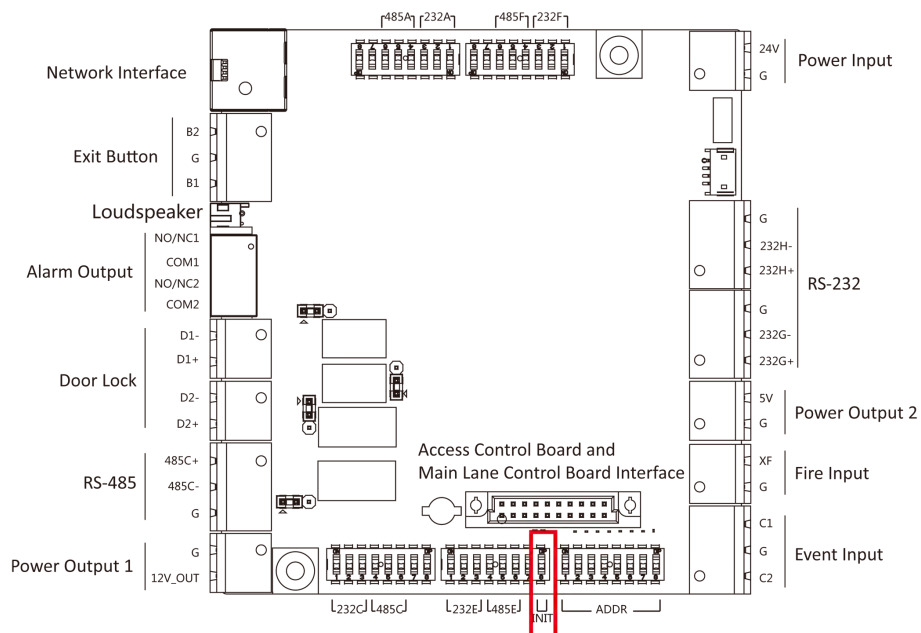 485A 232A 485F 232F
Network Interface
24V
G
Power Input
B2
G
B1
Exit Button
Loudspeaker
NO/NC1
COM1
NO/NC2
COM2
Alarm Output
G
232H-
232H+
G
232G-
232G+
RS-232
D1-
D1+
D2-
D2+
Door Lock
5V
G
Power Output 2
Access Control Board and
Main Lane Control Board Interface
XF
G
Fire Input
485C+
485C-
G
RS-485
C1
G
C2
Event Input
G
12V_OUT
Power Output 1
232C 485C 232E 485E INIT ADDR